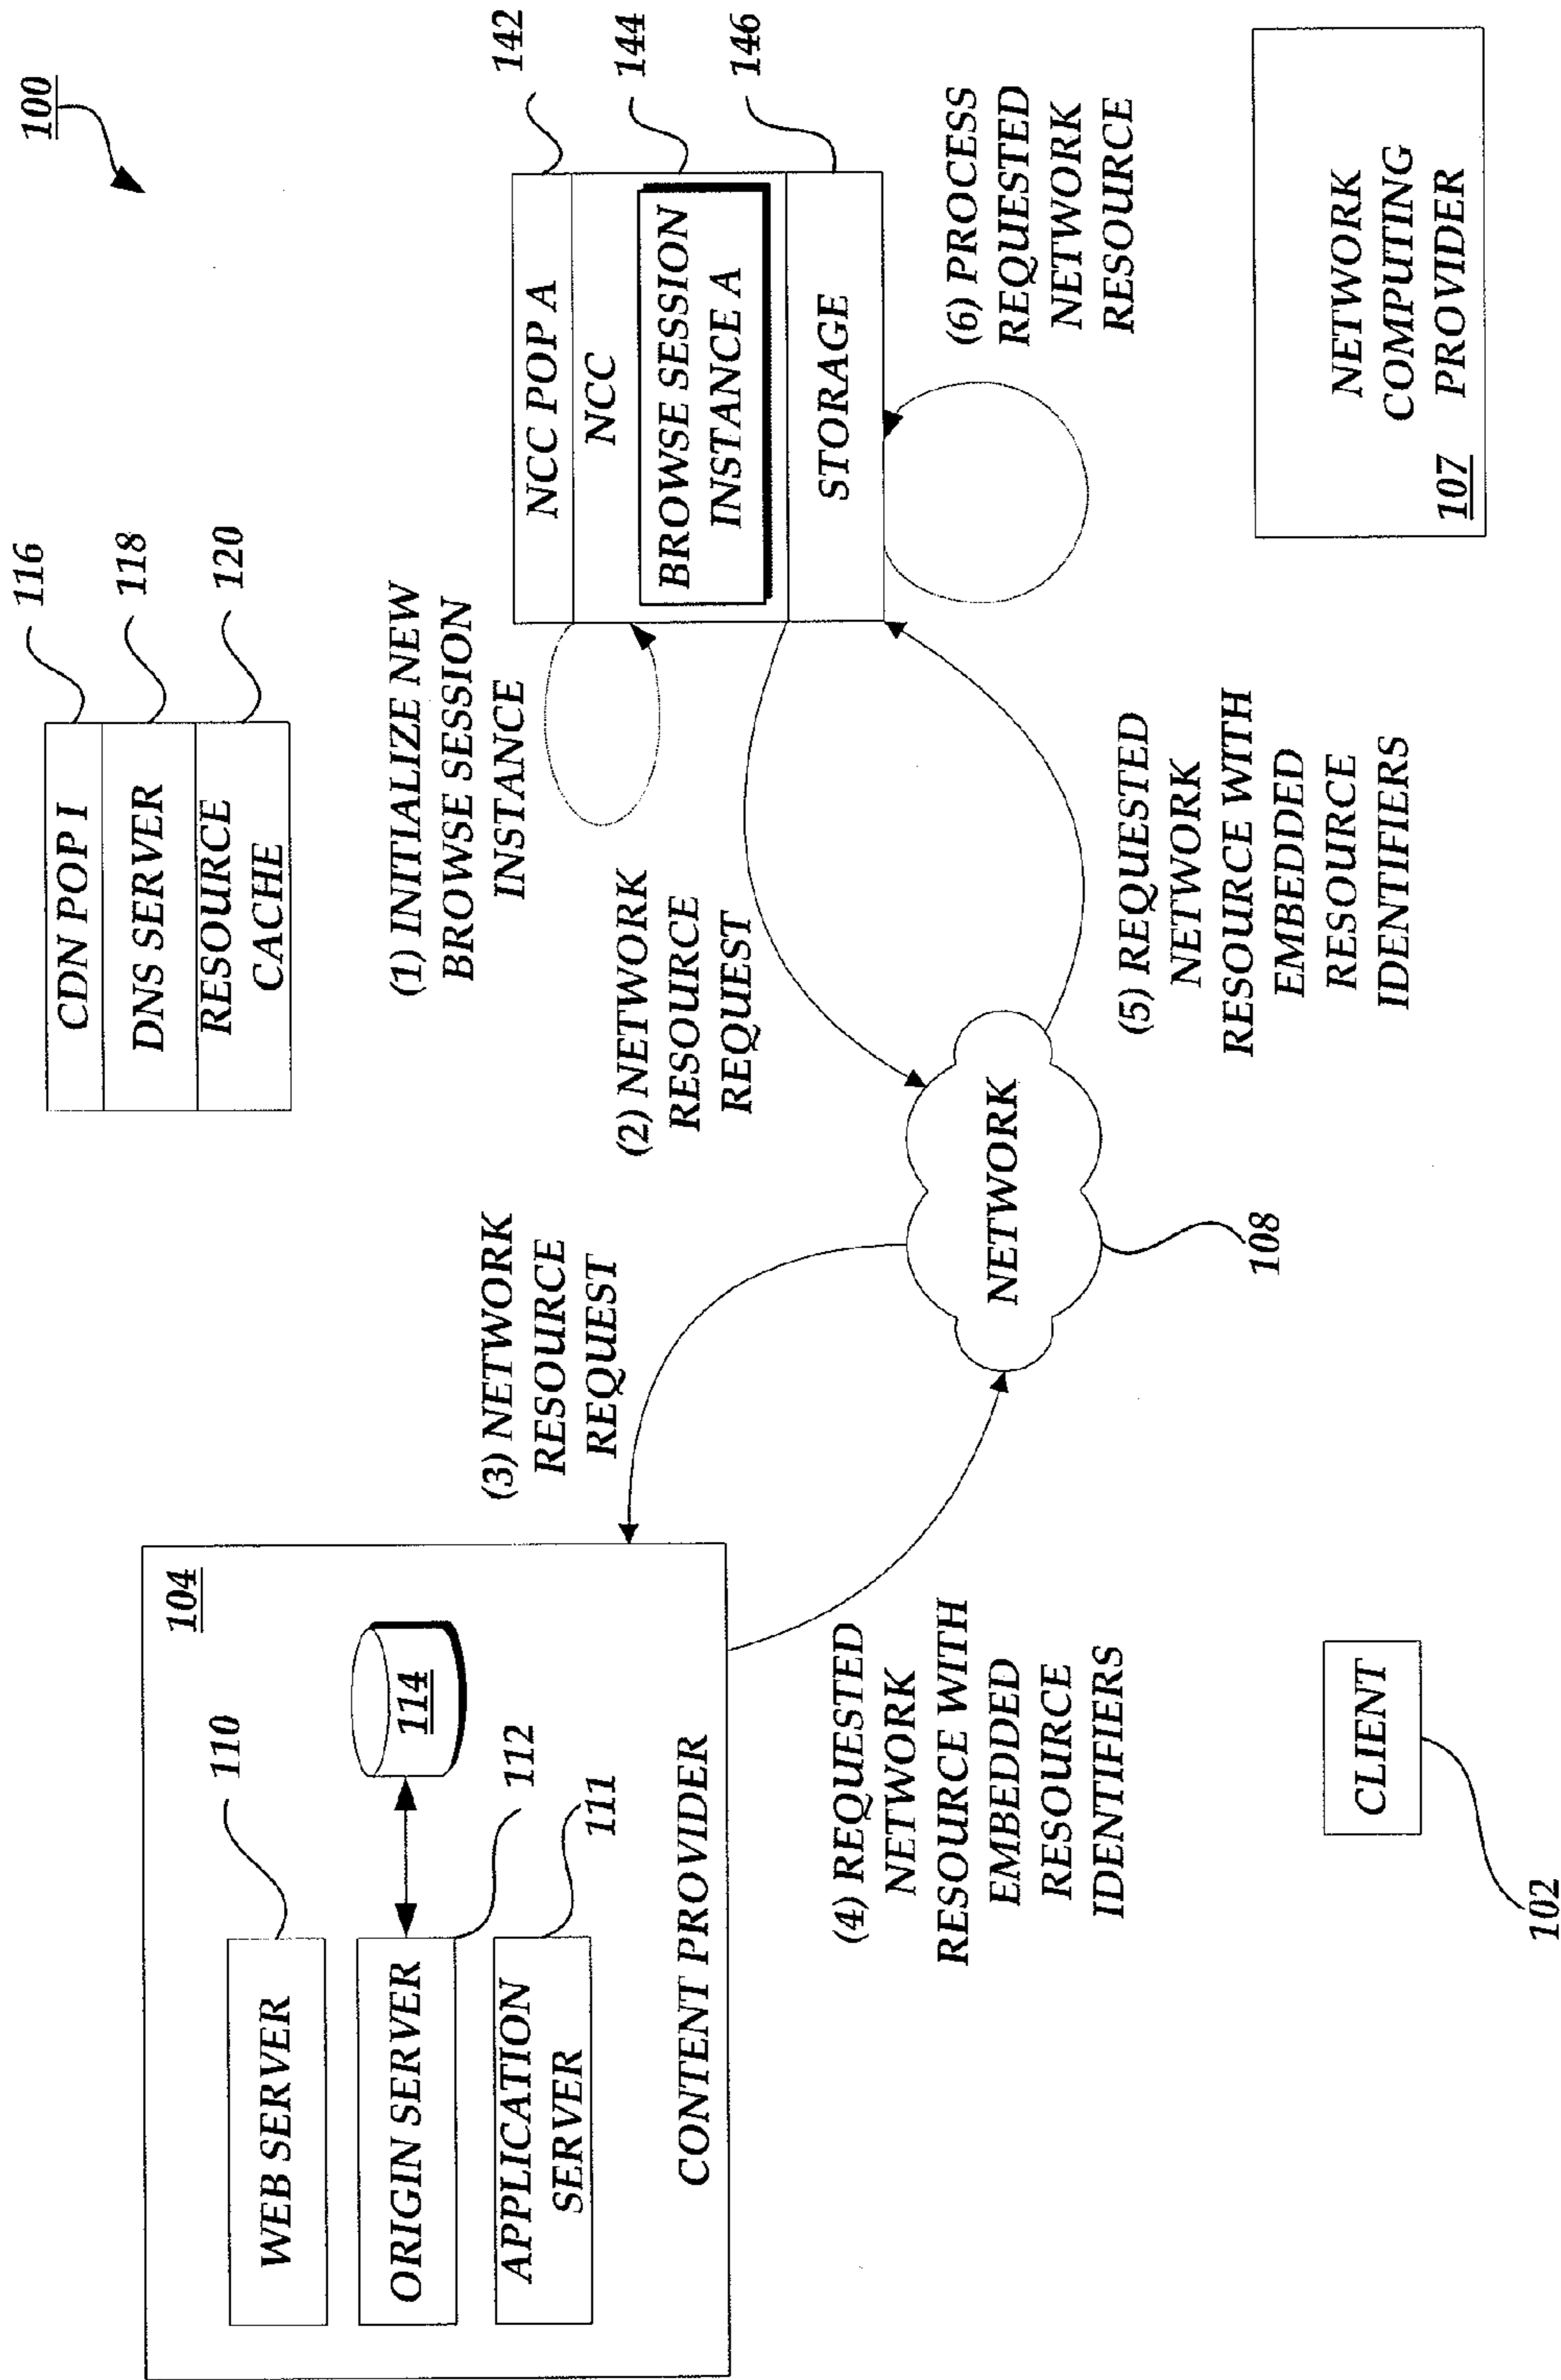 100
104
110
WEB SERVER
ORIGIN SERVER
112
114
APPLICATION
SERVER
111
CONTENT PROVIDER
CDN POP I
116
DNS SERVER
118
RESOURCE
CACHE
120
(1) INITIALIZE NEW
BROWSE SESSION
INSTANCE
(2) NETWORK
RESOURCE
REQUEST
(3) NETWORK
RESOURCE
REQUEST
(4) REQUESTED
NETWORK
RESOURCE WITH
EMBEDDED
RESOURCE
IDENTIFIERS
NETWORK
108
(5) REQUESTED
NETWORK
RESOURCE WITH
EMBEDDED
RESOURCE
IDENTIFIERS
NCC POP A
142
NCC
144
BROWSE SESSION
INSTANCE A
STORAGE
146
(6) PROCESS
REQUESTED
NETWORK
RESOURCE
CLIENT
102
NETWORK
COMPUTING
PROVIDER
107